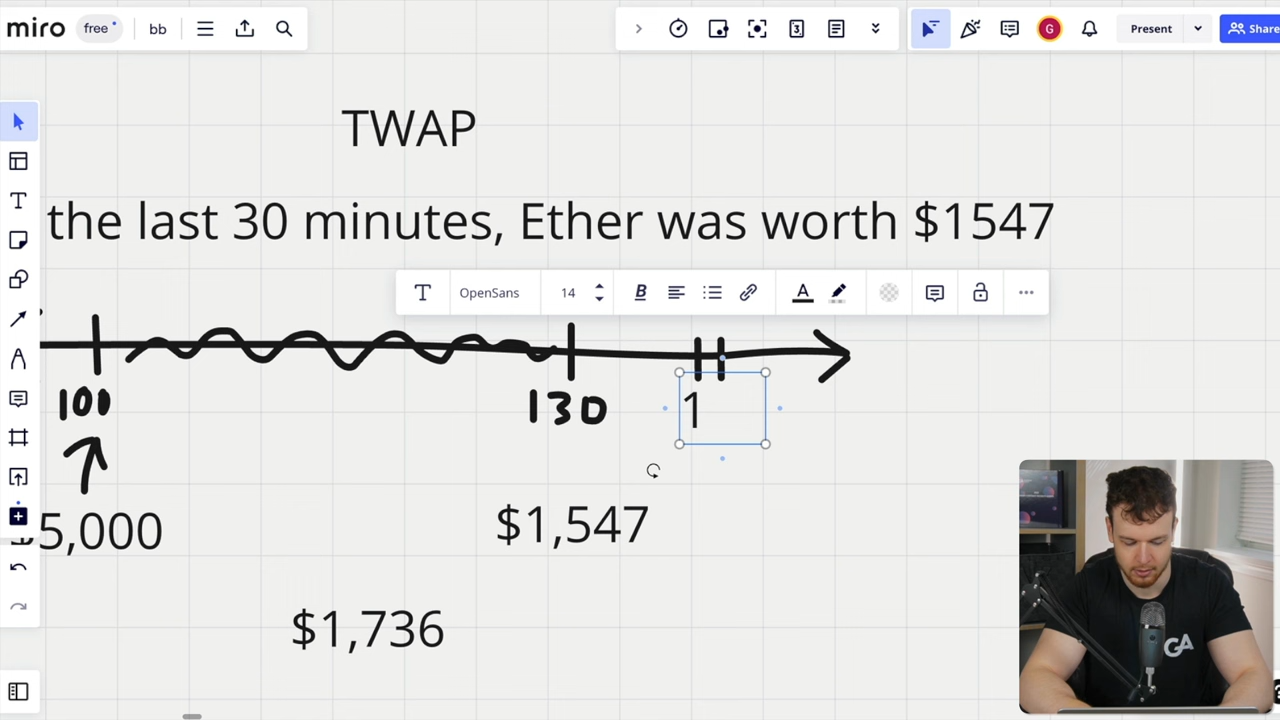 miro free bb Present Share
TWAP
the last 30 minutes, Ether was worth $1547
OpenSans 14 B A
100 130 1
5,000 $1,547
$1,736
GA